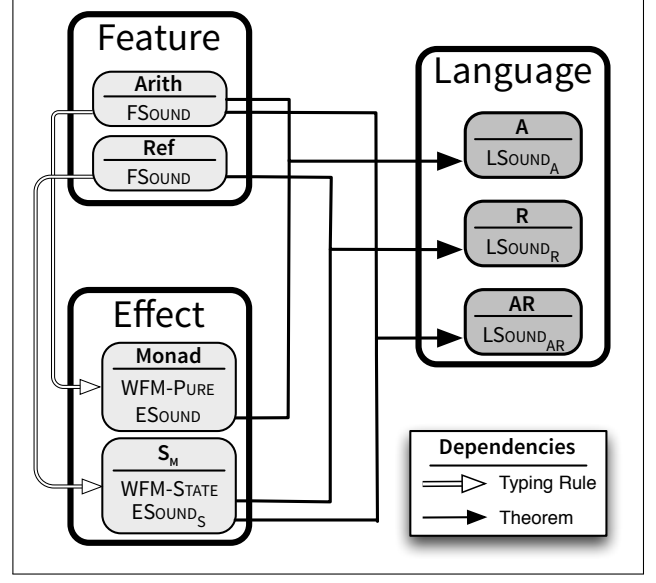 Feature
Arith
FSOUND
Ref
FSOUND
Effect
Monad
WFM-PURE
ESOUND
S_M
WFM-STATE
ESOUND_S
Language
A
LSOUND_A
R
LSOUND_R
AR
LSOUND_AR
Dependencies
Typing Rule
Theorem